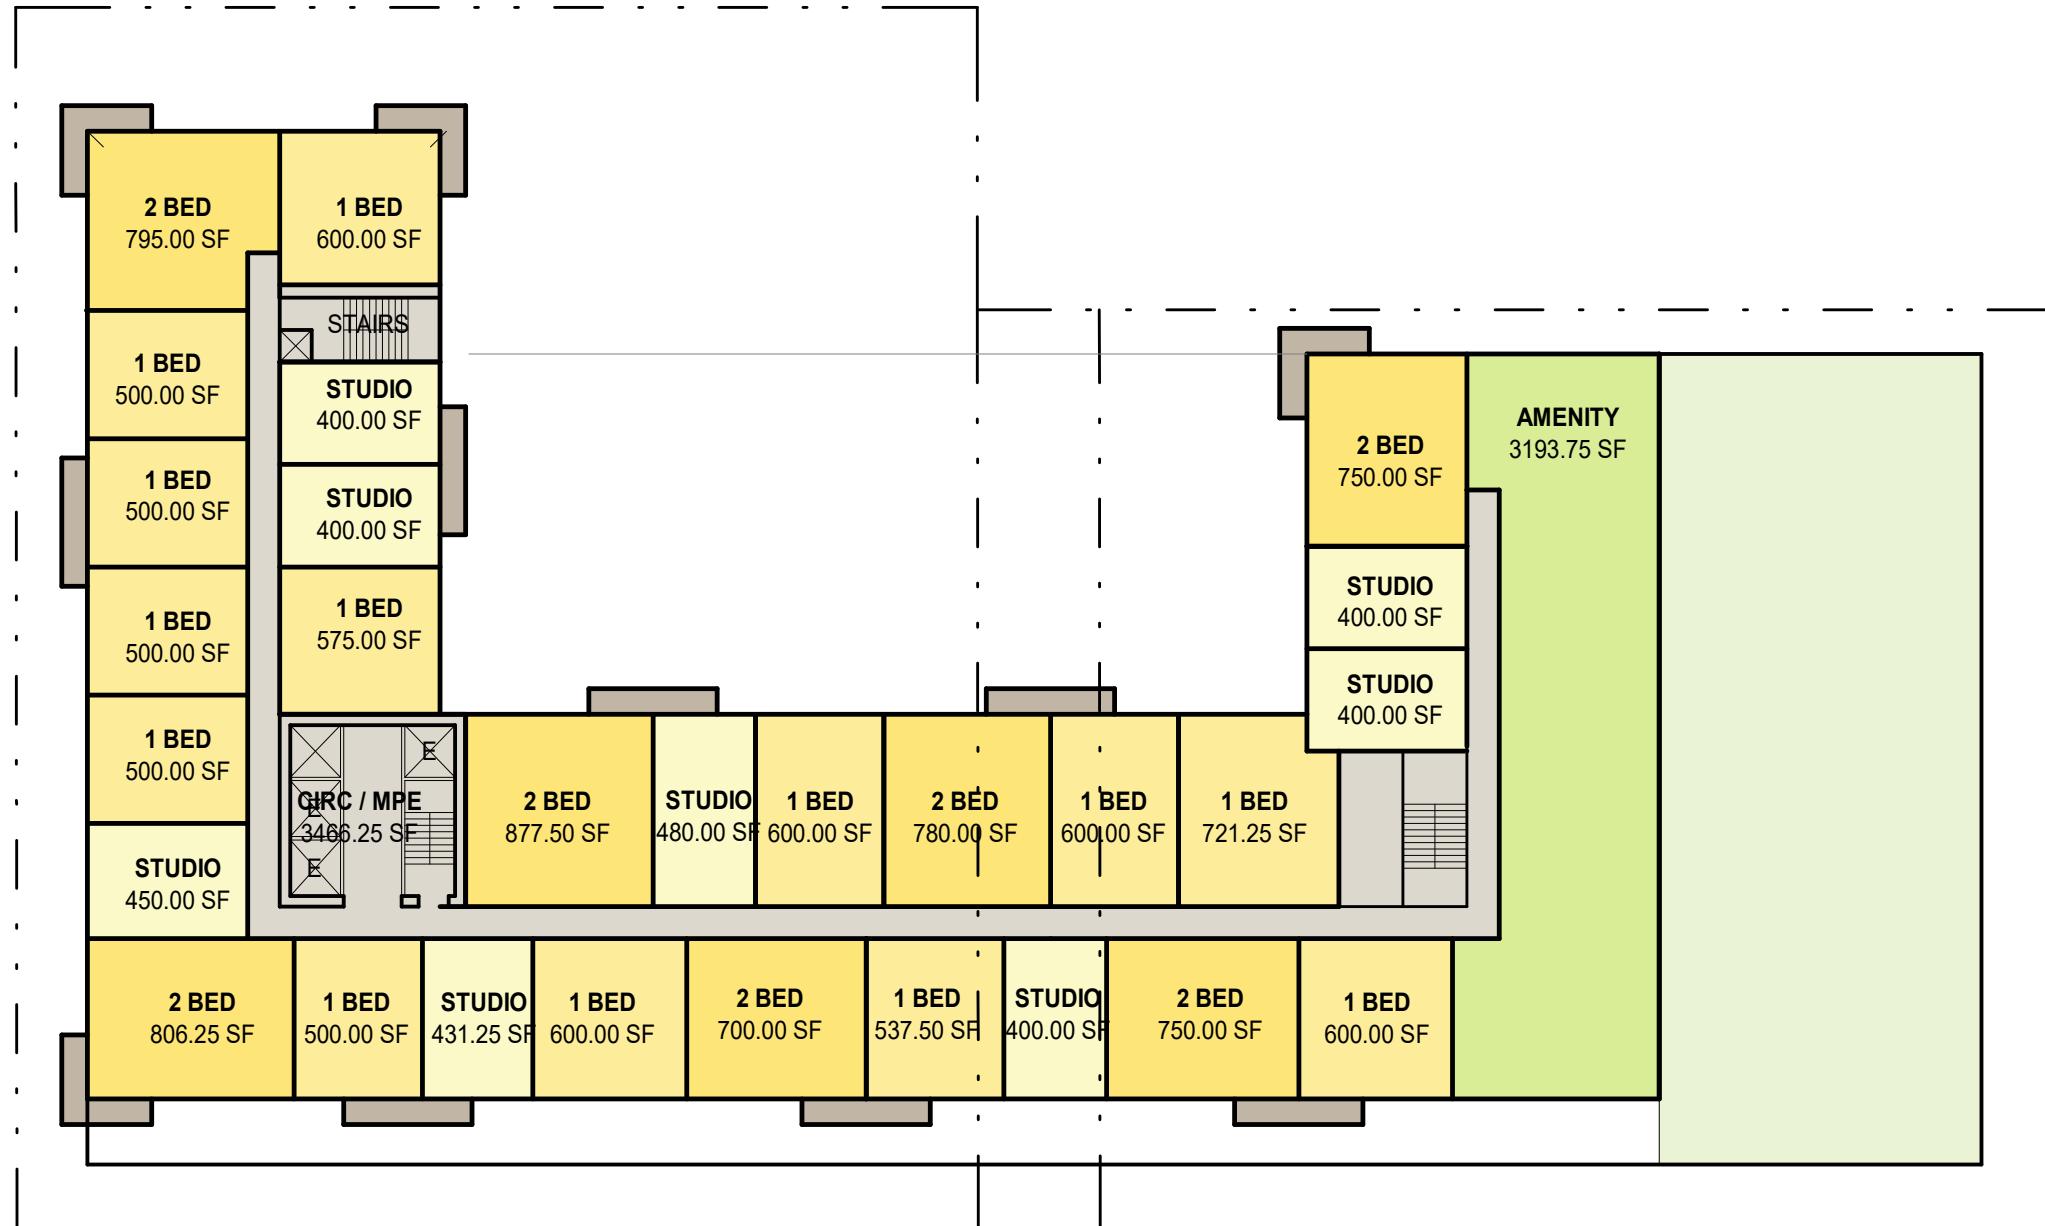 2 BED
795.00 SF
1 BED
600.00 SF
STAIRS
1 BED
500.00 SF
STUDIO
400.00 SF
1 BED
500.00 SF
STUDIO
400.00 SF
1 BED
500.00 SF
1 BED
575.00 SF
1 BED
500.00 SF
STUDIO
450.00 SF
E
E
E
CIRC / MPE
3466.25 SF
2 BED
877.50 SF
STUDIO
480.00 SF
1 BED
600.00 SF
2 BED
780.00 SF
1 BED
600.00 SF
1 BED
721.25 SF
2 BED
750.00 SF
STUDIO
400.00 SF
STUDIO
400.00 SF
AMENITY
3193.75 SF
2 BED
806.25 SF
1 BED
500.00 SF
STUDIO
431.25 SF
1 BED
600.00 SF
2 BED
700.00 SF
1 BED
537.50 SF
STUDIO
400.00 SF
2 BED
750.00 SF
1 BED
600.00 SF